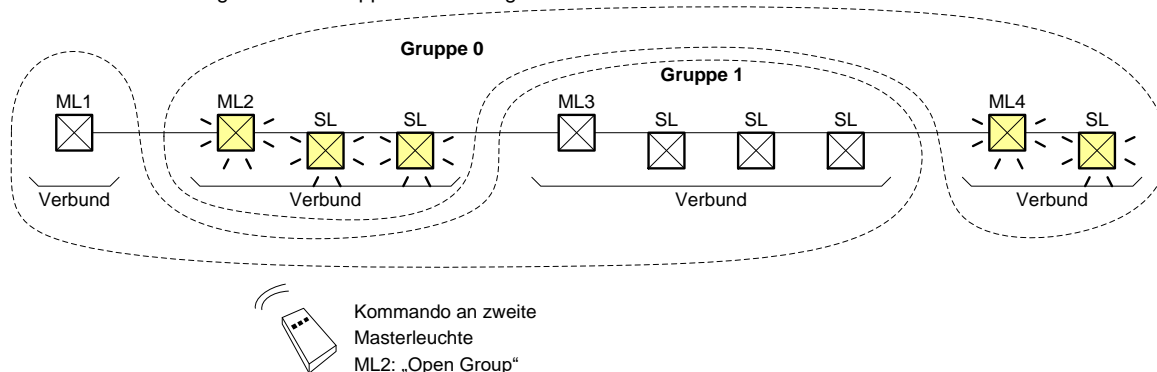 Gruppe 0
Gruppe 1
ML1
ML2
SL
SL
ML3
SL
SL
SL
ML4
SL
Verbund
Verbund
Verbund
Verbund
Kommando an zweite
Masterleuchte
ML2: „Open Group“